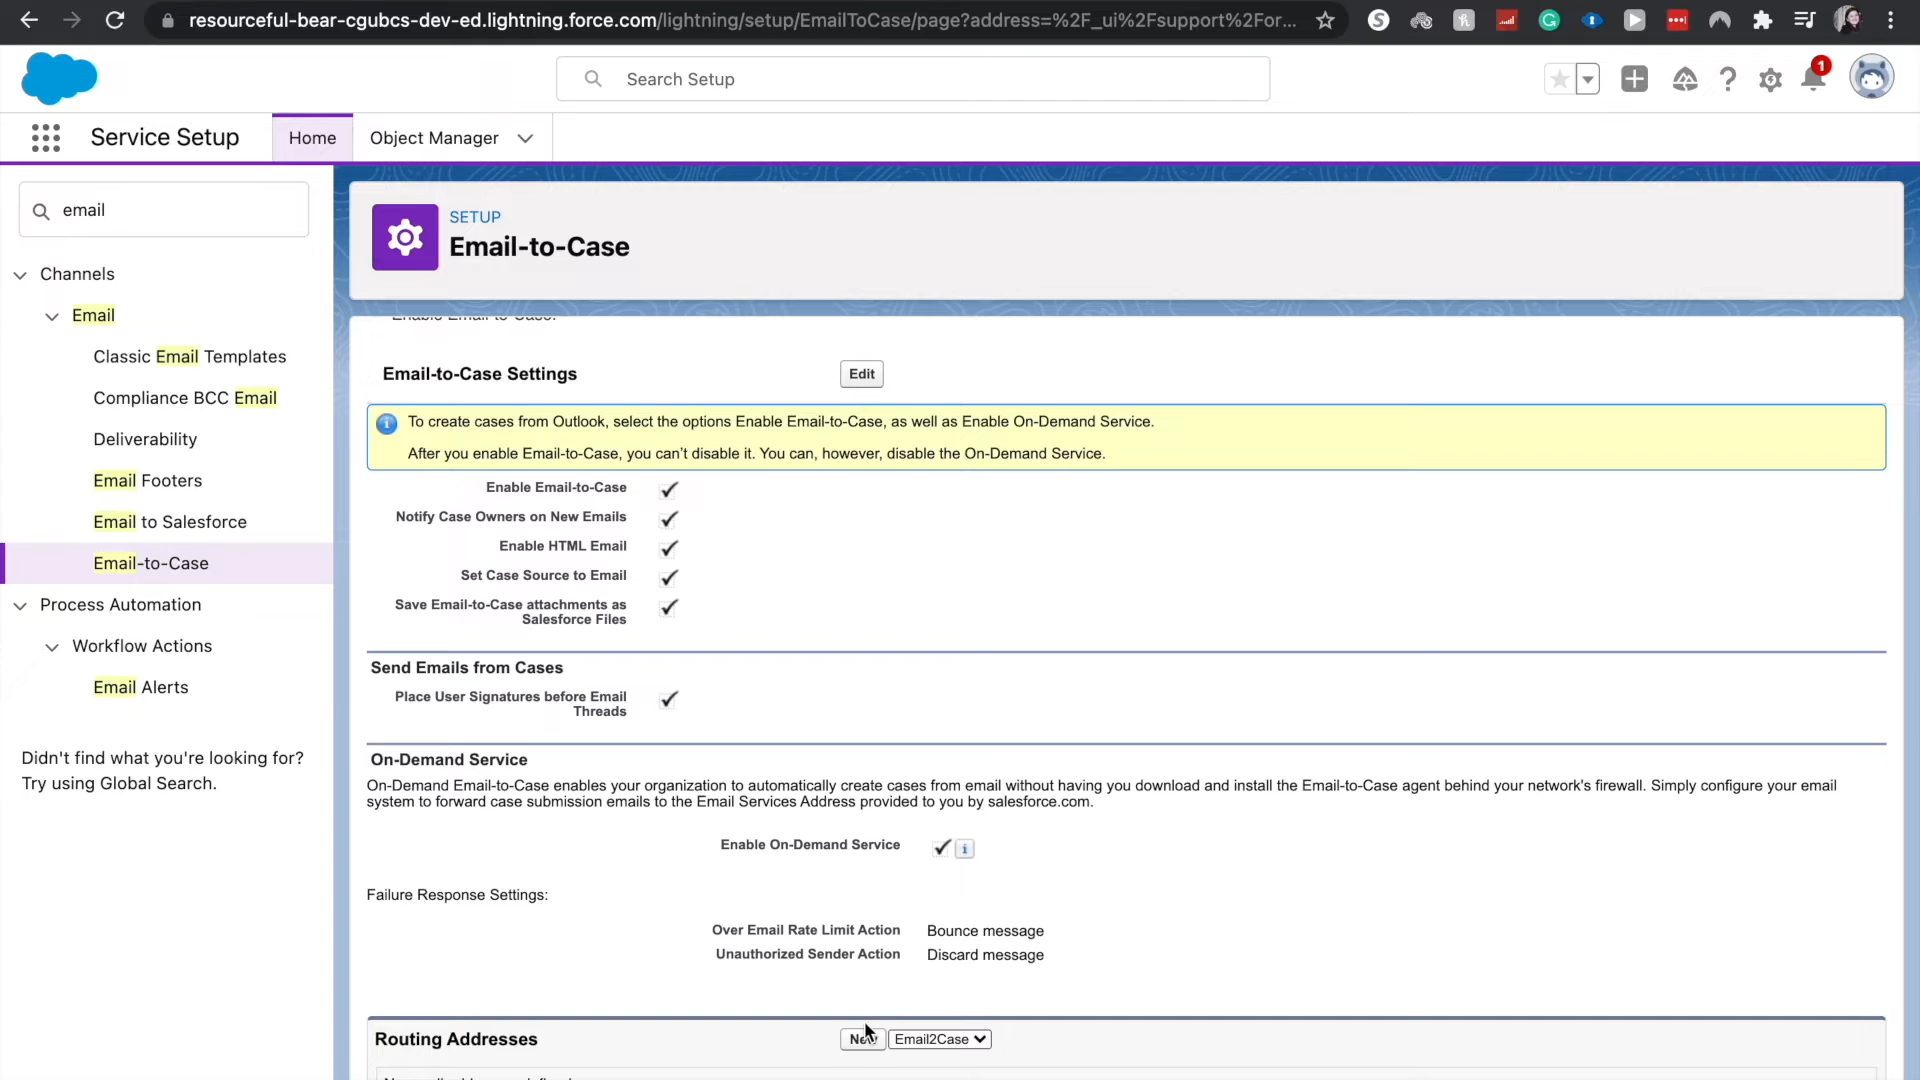 resourceful-bear-cgubcs-dev-ed.lightning.force.com/lightning/setup/EmailToCase/page?address=%2F_ui%2Fsupport%2For...
Search Setup
1
Service Setup
Home
Object Manager
email
Channels
Email
Classic Email Templates
Compliance BCC Email
Deliverability
Email Footers
Email to Salesforce
Email-to-Case
Process Automation
Workflow Actions
Email Alerts
Didn't find what you're looking for?
Try using Global Search.
SETUP
Email-to-Case
Email-to-Case Settings
Edit
To create cases from Outlook, select the options Enable Email-to-Case, as well as Enable On-Demand Service.
After you enable Email-to-Case, you can't disable it. You can, however, disable the On-Demand Service.
Enable Email-to-Case
Notify Case Owners on New Emails
Enable HTML Email
Set Case Source to Email
Save Email-to-Case attachments as
Salesforce Files
Send Emails from Cases
Place User Signatures before Email
Threads
On-Demand Service
On-Demand Email-to-Case enables your organization to automatically create cases from email without having you download and install the Email-to-Case agent behind your network's firewall. Simply configure your email
system to forward case submission emails to the Email Services Address provided to you by salesforce.com.
Enable On-Demand Service
Failure Response Settings:
Over Email Rate Limit Action
Bounce message
Unauthorized Sender Action
Discard message
Routing Addresses
New
Email2Case